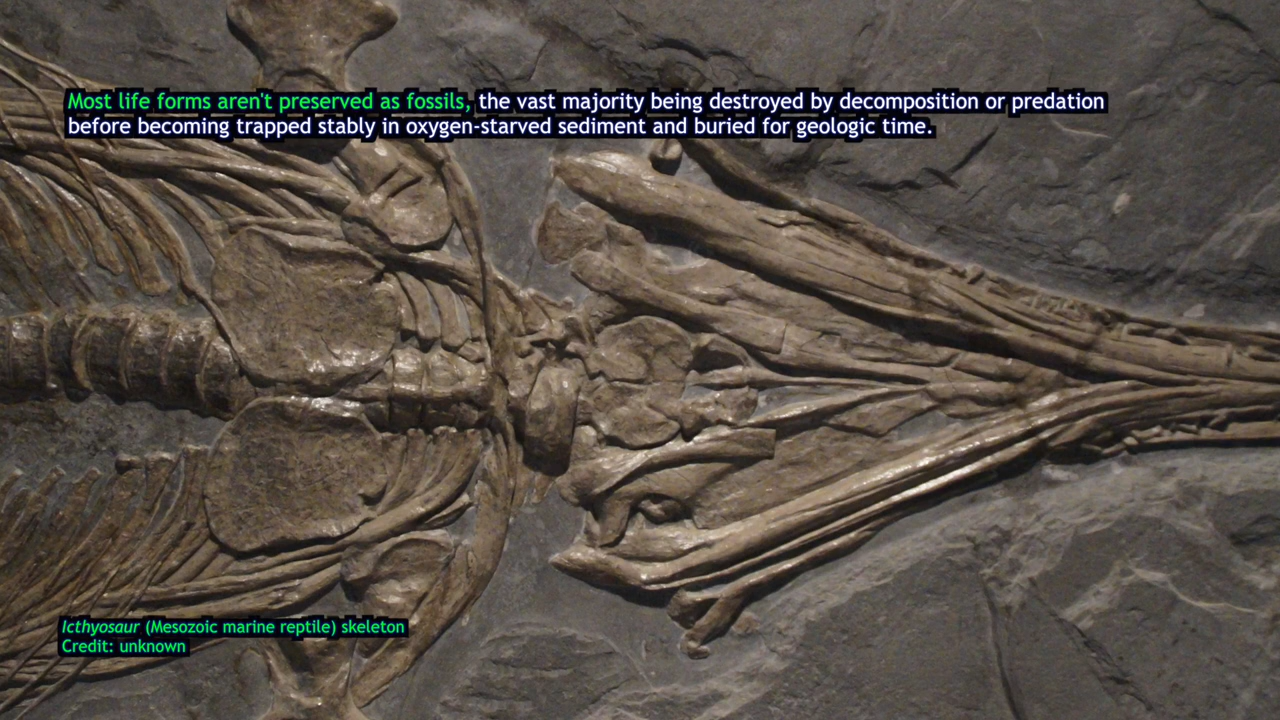 Most life forms aren't preserved as fossils, the vast majority being destroyed by decomposition or predation
before becoming trapped stably in oxygen-starved sediment and buried for geologic time.
Icthyosaur (Mesozoic marine reptile) skeleton
Credit: unknown